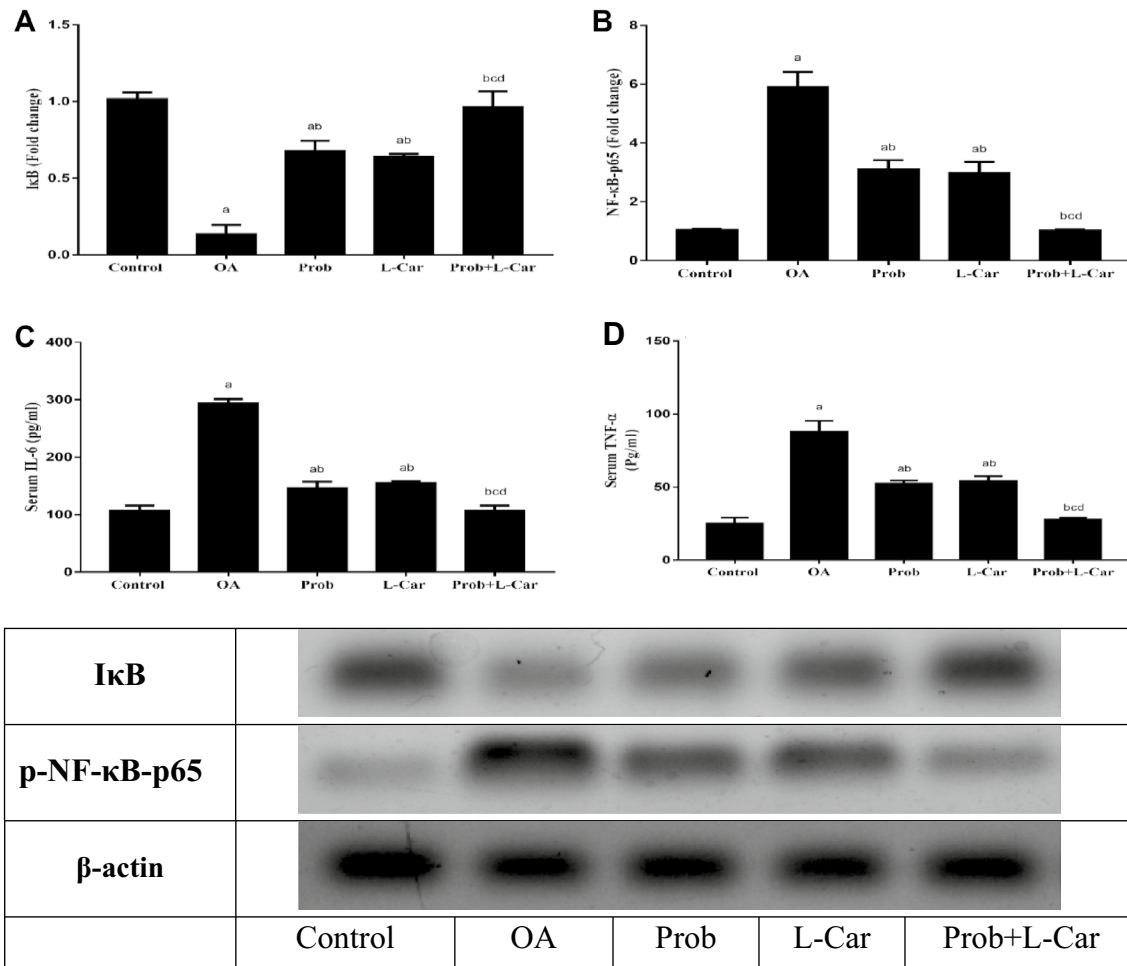 A
IκB (Fold change)
1.5
1.0
0.5
0.0
a
ab
ab
bcd
Control OA Prob L-Car Prob+L-Car
B
NF-κB-p65 (Fold change)
8
6
4
2
0
a
ab
ab
bcd
Control OA Prob L-Car Prob+L-Car
C
Serum IL-6 (pg/ml)
400
300
200
100
0
a
ab
ab
bcd
Control OA Prob L-Car Prob+L-Car
D
Serum TNF-α
(Pg/ml)
150
100
50
0
a
ab
ab
bcd
Control OA Prob L-Car Prob+L-Car
IκB
p-NF-κB-p65
β-actin
Control OA Prob L-Car Prob+L-Car